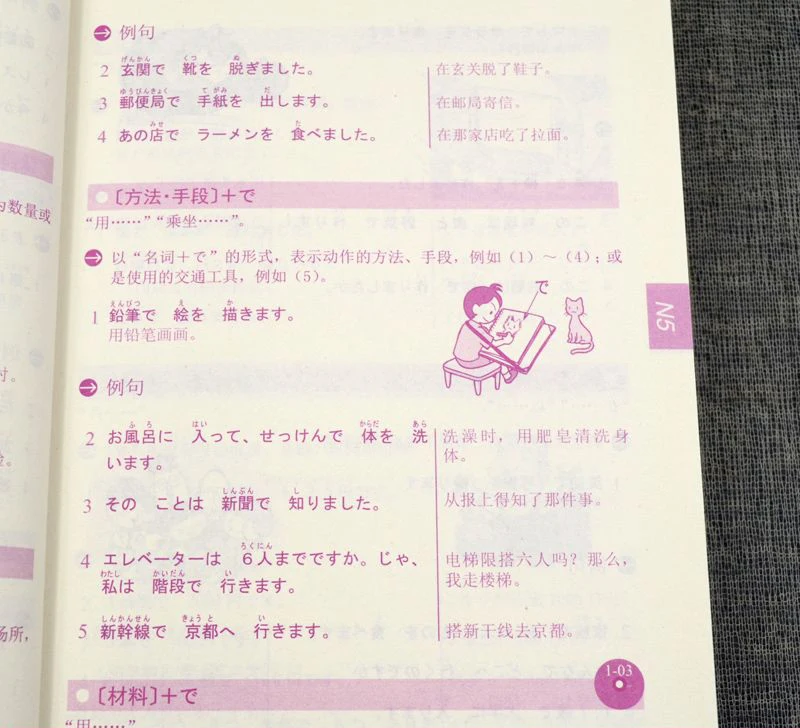 例句
2 玄関で 靴を 脱ぎました。
在玄关脱了鞋子。
3 郵便局で 手紙を 出します。
在邮局寄信。
4 あの店で ラーメンを 食べました。
在那家店吃了拉面。
〔方法·手段〕＋で
“用……”“乘坐……”。
以“名词＋で”的形式，表示动作的方法、手段，例如（1）～（4）；或
是使用的交通工具，例如（5）。
1 鉛筆で 絵を 描きます。
用铅笔画画。
で
N5
例句
2 お風呂に 入って、せっけんで 体を 洗
います。
洗澡时，用肥皂清洗身
体。
3 その ことは 新聞で 知りました。
从报上得知了那件事。
4 エレベーターは 6人までですか。じゃ、
私は 階段で 行きます。
电梯限搭六人吗？那么，
我走楼梯。
5 新幹線で 京都へ 行きます。
搭新干线去京都。
1-03
〔材料〕＋で
“用……”